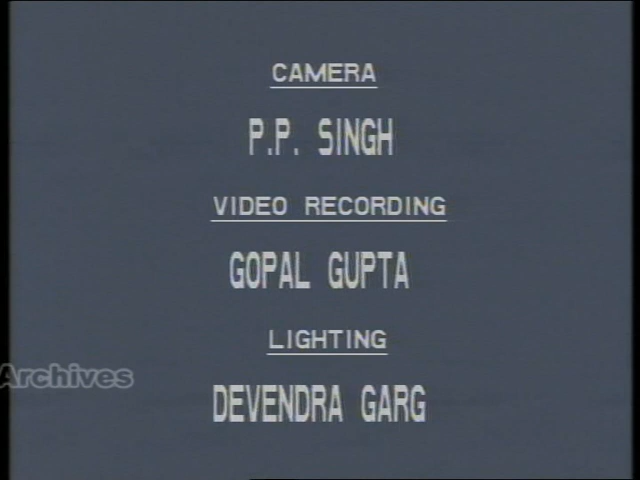 CAMERA
P.P. SINGH
VIDEO RECORDING
GOPAL GUPTA
LIGHTING
Archives
DEVENDRA GARG